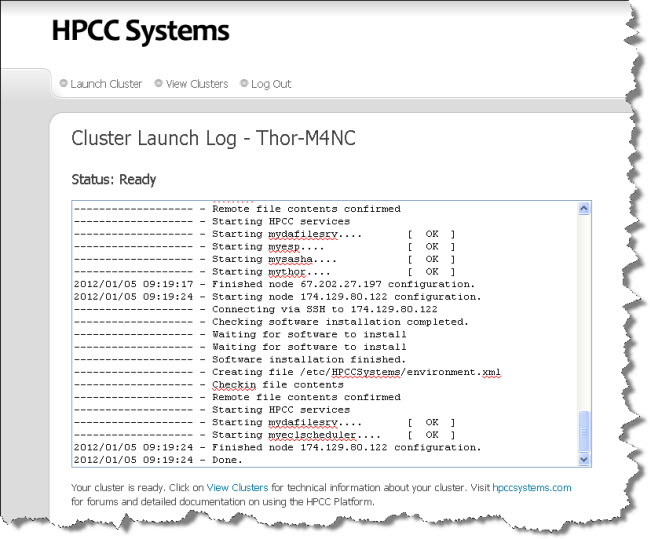 HPCC Systems
Launch Cluster View Clusters Log Out
Cluster Launch Log - Thor-M4NC
Status: Ready
------------------- - Remote file contents confirmed
------------------- - Starting HPCC services
------------------- - Starting mydafilesrv.... [ OK ]
------------------- - Starting myesp.... [ OK ]
------------------- - Starting mysasha.... [ OK ]
------------------- - Starting mythor.... [ OK ]
2012/01/05 09:19:17 - Finished node 67.202.27.197 configuration.
2012/01/05 09:19:24 - Starting node 174.129.80.122 configuration.
------------------- - Connecting via SSH to 174.129.80.122
------------------- - Checking software installation completed.
------------------- - Waiting for software to install
------------------- - Waiting for software to install
------------------- - Software installation finished.
------------------- - Creating file /etc/HPCCSystems/environment.xml
------------------- - Checkin file contents
------------------- - Remote file contents confirmed
------------------- - Starting HPCC services
------------------- - Starting mydafilesrv.... [ OK ]
------------------- - Starting myeclscheduler.... [ OK ]
2012/01/05 09:19:24 - Finished node 174.129.80.122 configuration.
2012/01/05 09:19:24 - Done.
Your cluster is ready. Click on View Clusters for technical information about your cluster. Visit hpccsystems.com
for forums and detailed documentation on using the HPCC Platform.